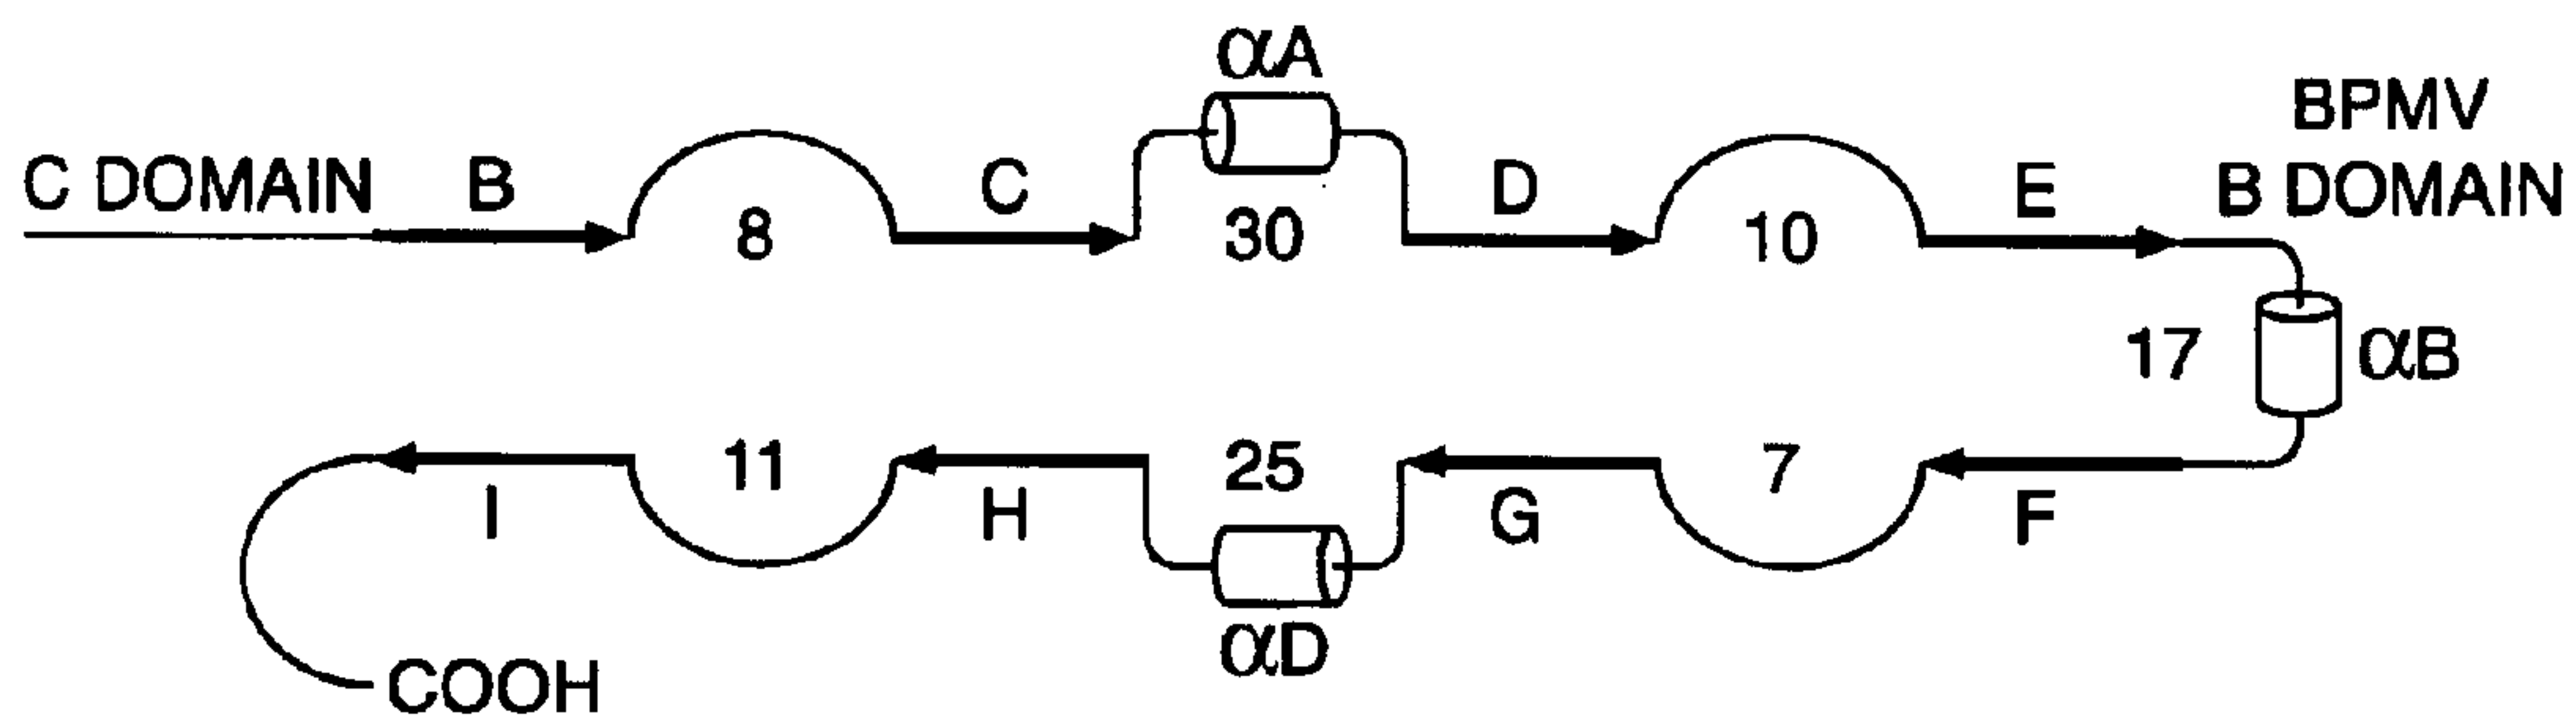 αA
BPMV
C DOMAIN B C D E B DOMAIN
8 30 10
17 αB
11 25 7
I H G F
αD
COOH